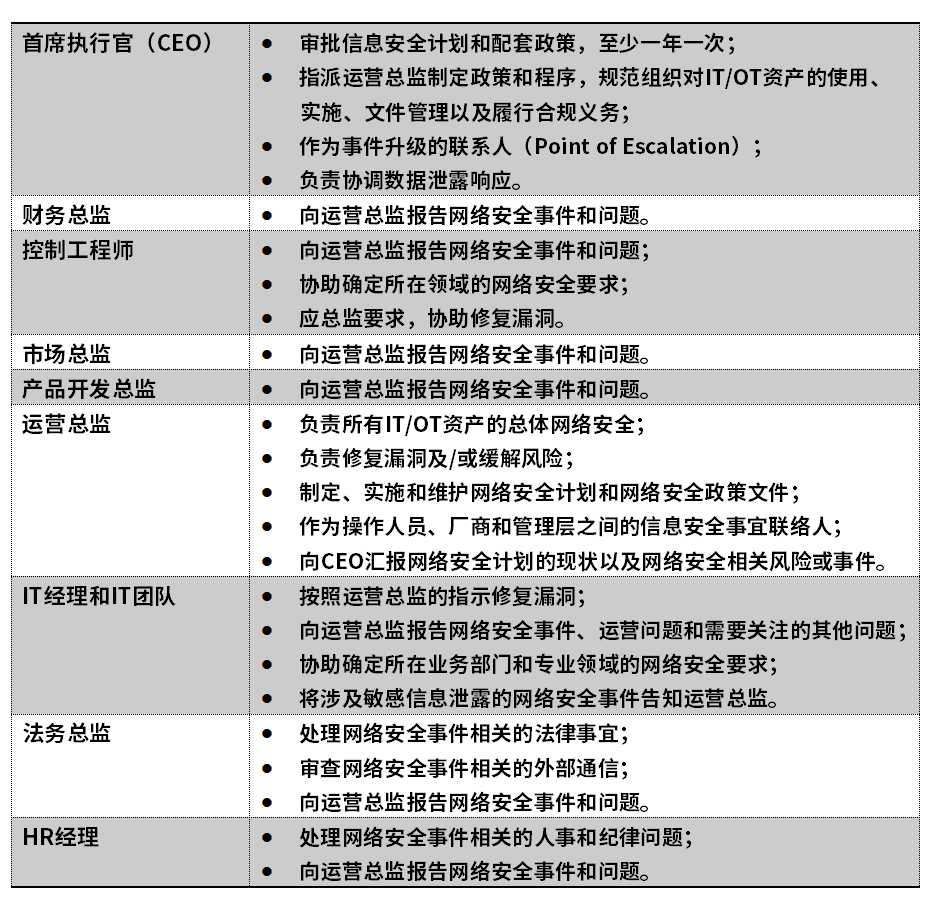 首席执行官（CEO）
● 审批信息安全计划和配套政策，至少一年一次；
● 指派运营总监制定政策和程序，规范组织对IT/OT资产的使用、
实施、文件管理以及履行合规义务；
● 作为事件升级的联系人（Point of Escalation）；
● 负责协调数据泄露响应。
财务总监
● 向运营总监报告网络安全事件和问题。
控制工程师
● 向运营总监报告网络安全事件和问题；
● 协助确定所在领域的网络安全要求；
● 应总监要求，协助修复漏洞。
市场总监
● 向运营总监报告网络安全事件和问题。
产品开发总监
● 向运营总监报告网络安全事件和问题。
运营总监
● 负责所有IT/OT资产的总体网络安全；
● 负责修复漏洞及/或缓解风险；
● 制定、实施和维护网络安全计划和网络安全政策文件；
● 作为操作人员、厂商和管理层之间的信息安全事宜联络人；
● 向CEO汇报网络安全计划的现状以及网络安全相关风险或事件。
IT经理和IT团队
● 按照运营总监的指示修复漏洞；
● 向运营总监报告网络安全事件、运营问题和需要关注的其他问题；
● 协助确定所在业务部门和专业领域的网络安全要求；
● 将涉及敏感信息泄露的网络安全事件告知运营总监。
法务总监
● 处理网络安全事件相关的法律事宜；
● 审查网络安全事件相关的外部通信；
● 向运营总监报告网络安全事件和问题。
HR经理
● 处理网络安全事件相关的人事和纪律问题；
● 向运营总监报告网络安全事件和问题。